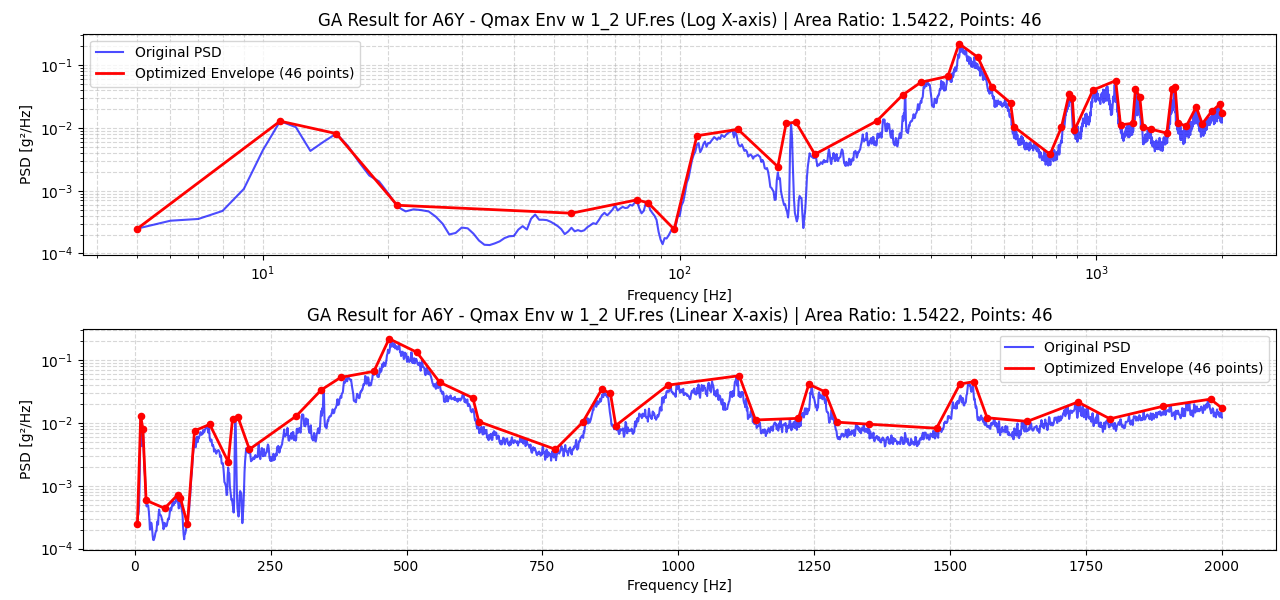 GA Result for A6Y - Qmax Env w 1_2 UF.res (Log X-axis) | Area Ratio: 1.5422, Points: 46
Original PSD
Optimized Envelope (46 points)
PSD [g²/Hz]
10⁻¹
10⁻²
10⁻³
10⁻⁴
10¹ 10² 10³
Frequency [Hz]
GA Result for A6Y - Qmax Env w 1_2 UF.res (Linear X-axis) | Area Ratio: 1.5422, Points: 46
Original PSD
Optimized Envelope (46 points)
PSD [g²/Hz]
10⁻¹
10⁻²
10⁻³
10⁻⁴
0 250 500 750 1000 1250 1500 1750 2000
Frequency [Hz]